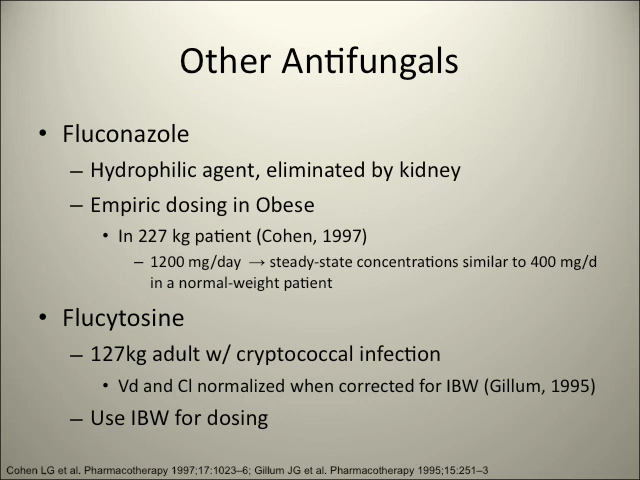 Other Antifungals
• Fluconazole
– Hydrophilic agent, eliminated by kidney
– Empiric dosing in Obese
• In 227 kg patient (Cohen, 1997)
– 1200 mg/day → steady-state concentrations similar to 400 mg/d
in a normal-weight patient
• Flucytosine
– 127kg adult w/ cryptococcal infection
• Vd and Cl normalized when corrected for IBW (Gillum, 1995)
– Use IBW for dosing
Cohen LG et al. Pharmacotherapy 1997;17:1023–6; Gillum JG et al. Pharmacotherapy 1995;15:251–3